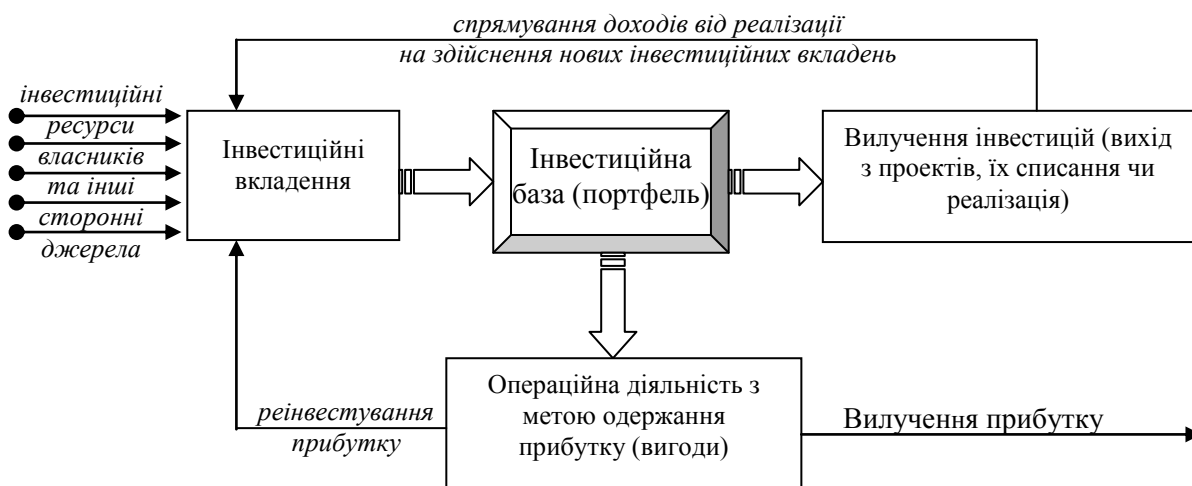 спрямування доходів від реалізації
на здійснення нових інвестиційних вкладень
інвестиційні
ресурси
власників
та інші
сторонні
джерела
Інвестиційні
вкладення
Інвестиційна
база (портфель)
Вилучення інвестицій (вихід
з проектів, їх списання чи
реалізація)
реінвестування
прибутку
Операційна діяльність з
метою одержання
прибутку (вигоди)
Вилучення прибутку